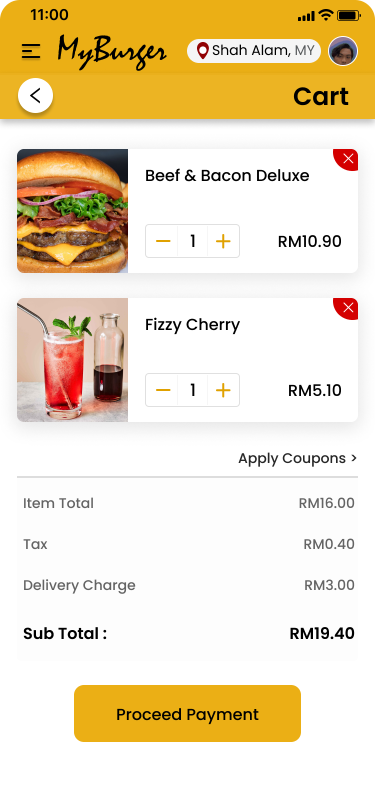 11:00
MyBurger
Shah Alam, MY
Cart
Beef & Bacon Deluxe
1
RM10.90
Fizzy Cherry
1
RM5.10
Apply Coupons >
Item Total RM16.00
Tax RM0.40
Delivery Charge RM3.00
Sub Total : RM19.40
Proceed Payment